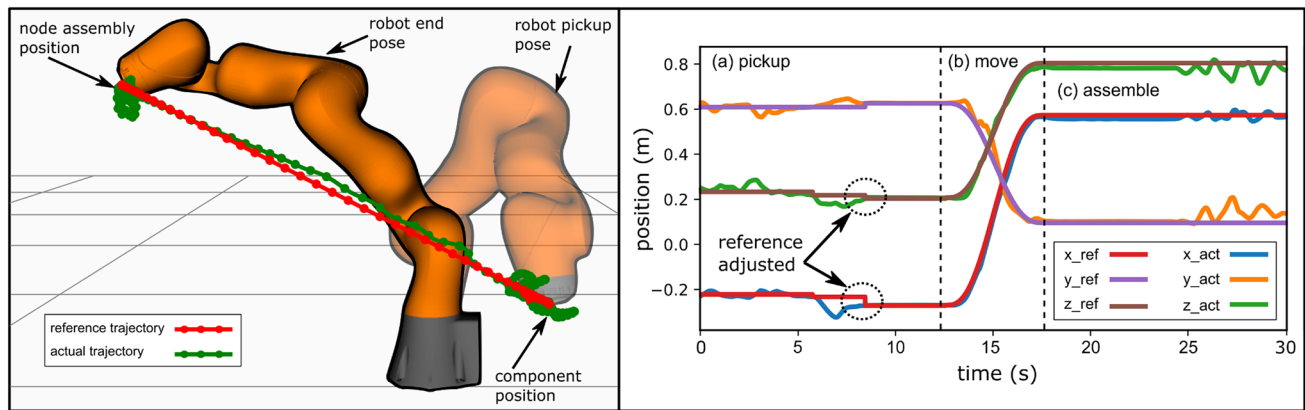 node assembly
position
robot end
pose
robot pickup
pose
reference trajectory
actual trajectory
component
position
(a) pickup
(b) move
(c) assemble
reference
adjusted
position (m)
0.8
0.6
0.4
0.2
0.0
−0.2
0
5
10
15
20
25
30
time (s)
x_ref
x_act
y_ref
y_act
z_ref
z_act